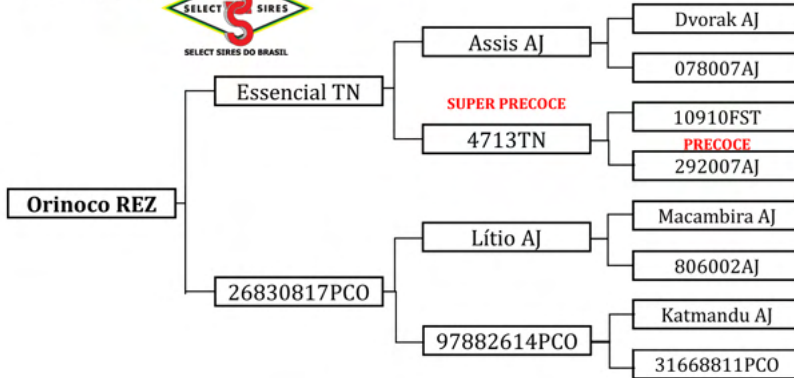 SELECT SIRES
SELECT SIRES DO BRASIL
Dvorak AJ
Assis AJ
078007AJ
Essencial TN
SUPER PRECOCE
10910FST
4713TN
PRECOCE
292007AJ
Orinoco REZ
Macambira AJ
Lítio AJ
806002AJ
26830817PCO
Katmandu AJ
97882614PCO
31668811PCO